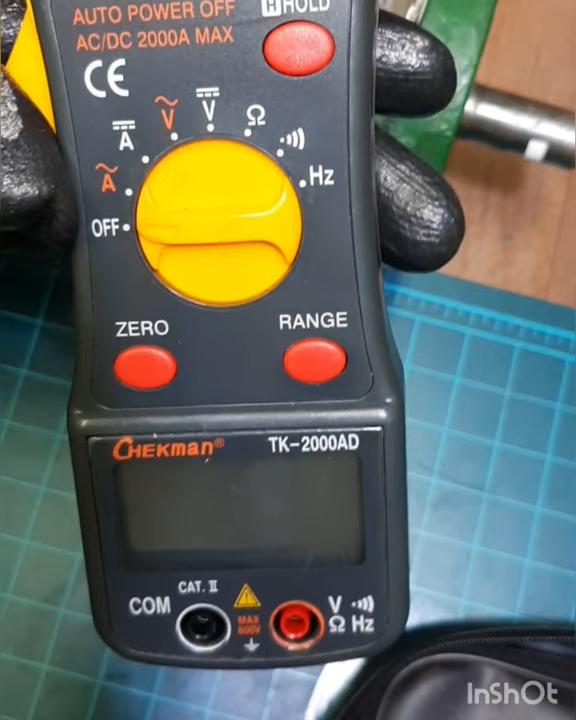 AUTO POWER OFF
H HOLD
AC/DC 2000A MAX
CE
V
V
Ω
A
A
Hz
OFF
ZERO
RANGE
CHEKman®
TK-2000AD
CAT. II
COM
MAX
600V
V
Ω Hz
InShOt